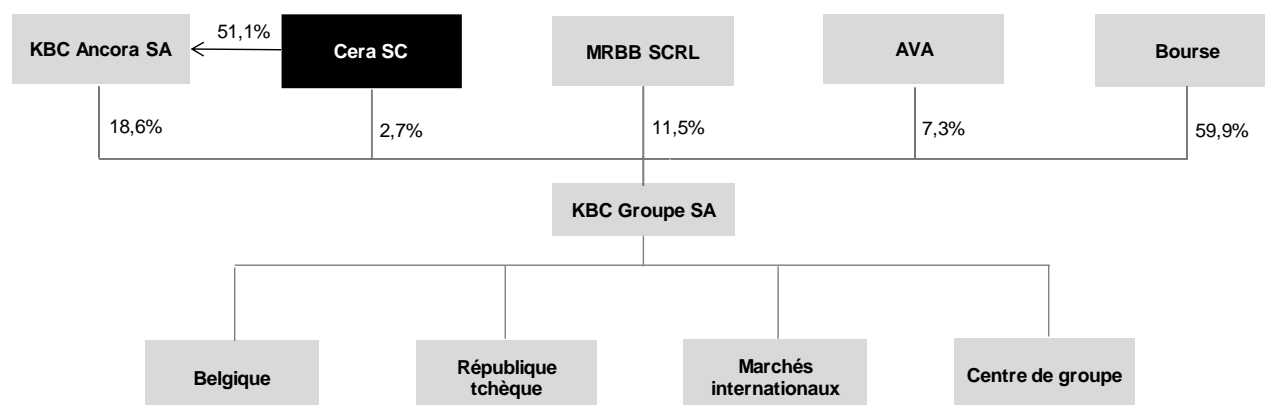 KBC Ancora SA
51,1%
Cera SC
MRBB SCRL
AVA
Bourse
18,6%
2,7%
11,5%
7,3%
59,9%
KBC Groupe SA
Belgique
République
tchèque
Marchés
internationaux
Centre de groupe